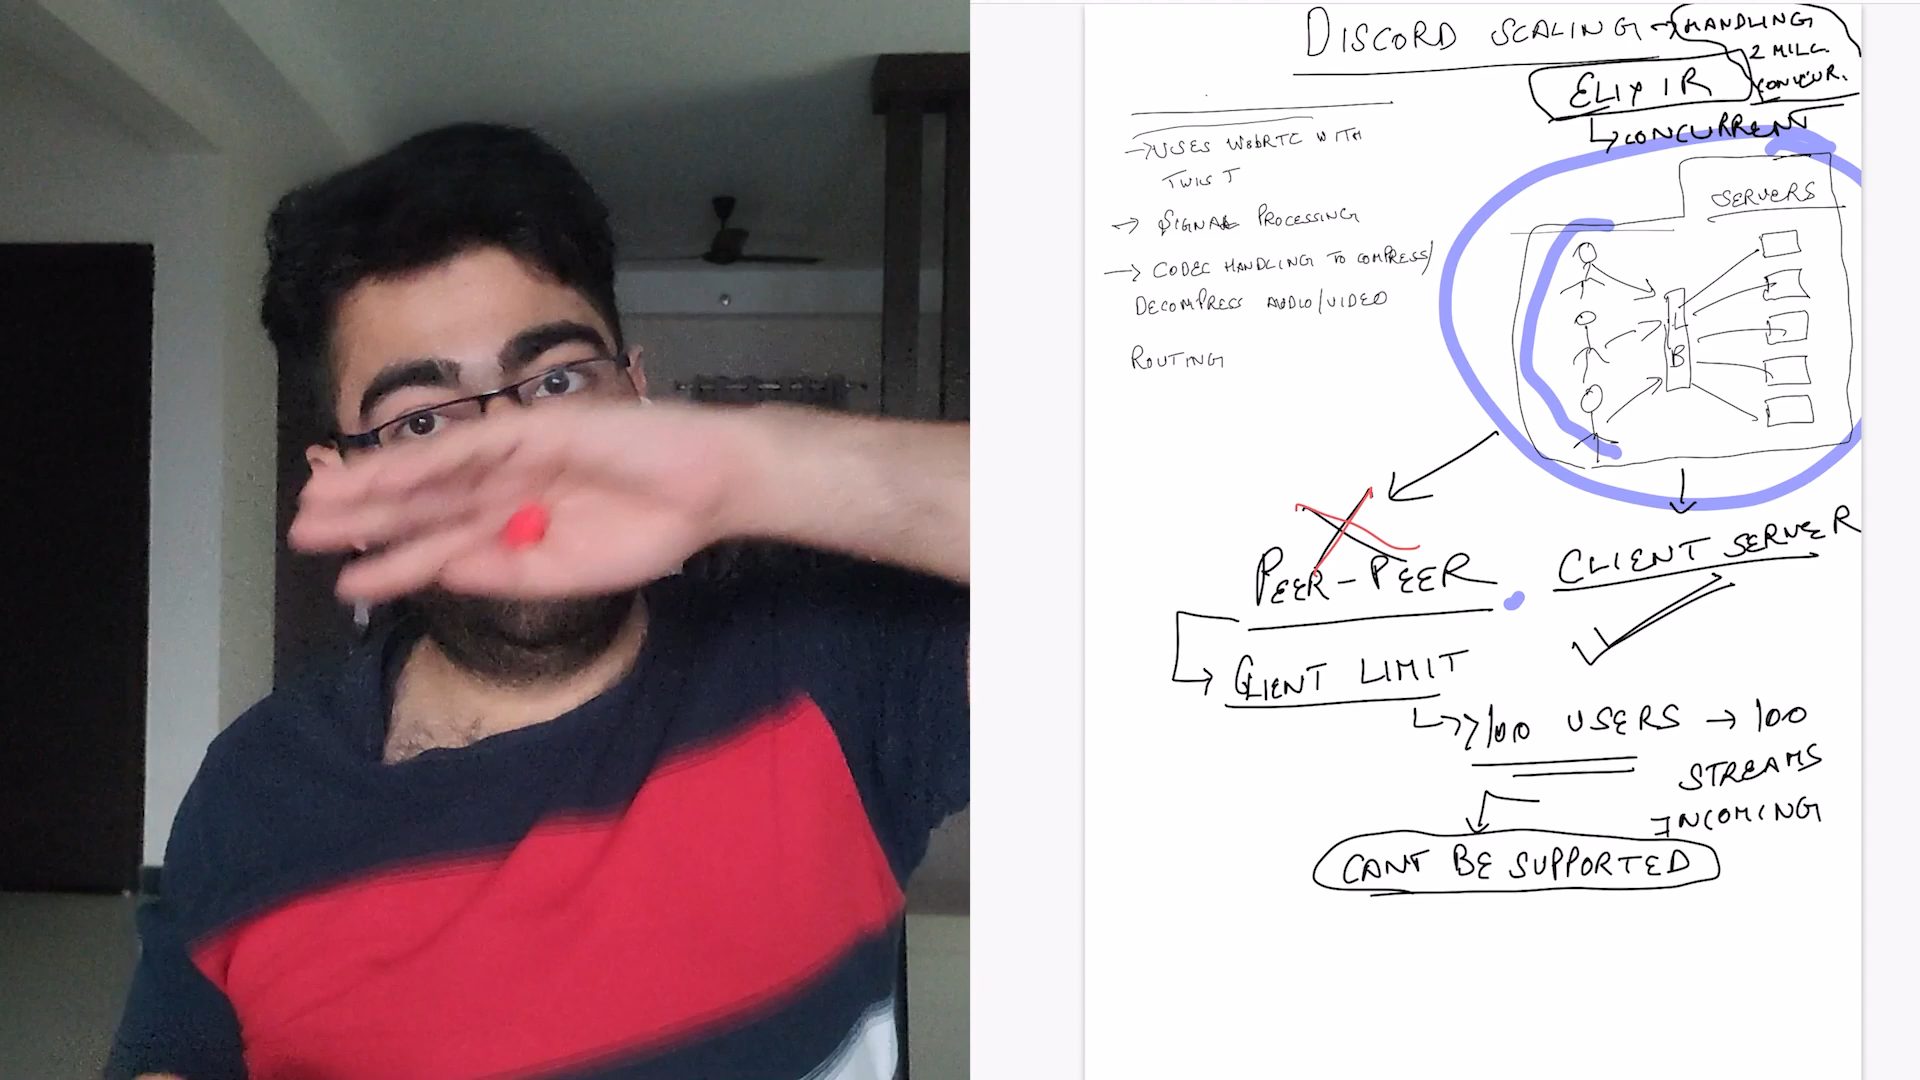 DISCORD SCALING → HANDLING
2 MILL.
CONCUR.
ELIXIR
↳ CONCURRENT
→ USES WebRTC WITH
TWIST
→ SIGNAL PROCESSING
→ CODEC HANDLING TO COMPRESS/
DECOMPRESS AUDIO/VIDEO
ROUTING
SERVERS
L
B
PEER-PEER
CLIENT SERVER
→ CLIENT LIMIT
↳ >100 USERS → 100
STREAMS
INCOMING
CANT BE SUPPORTED